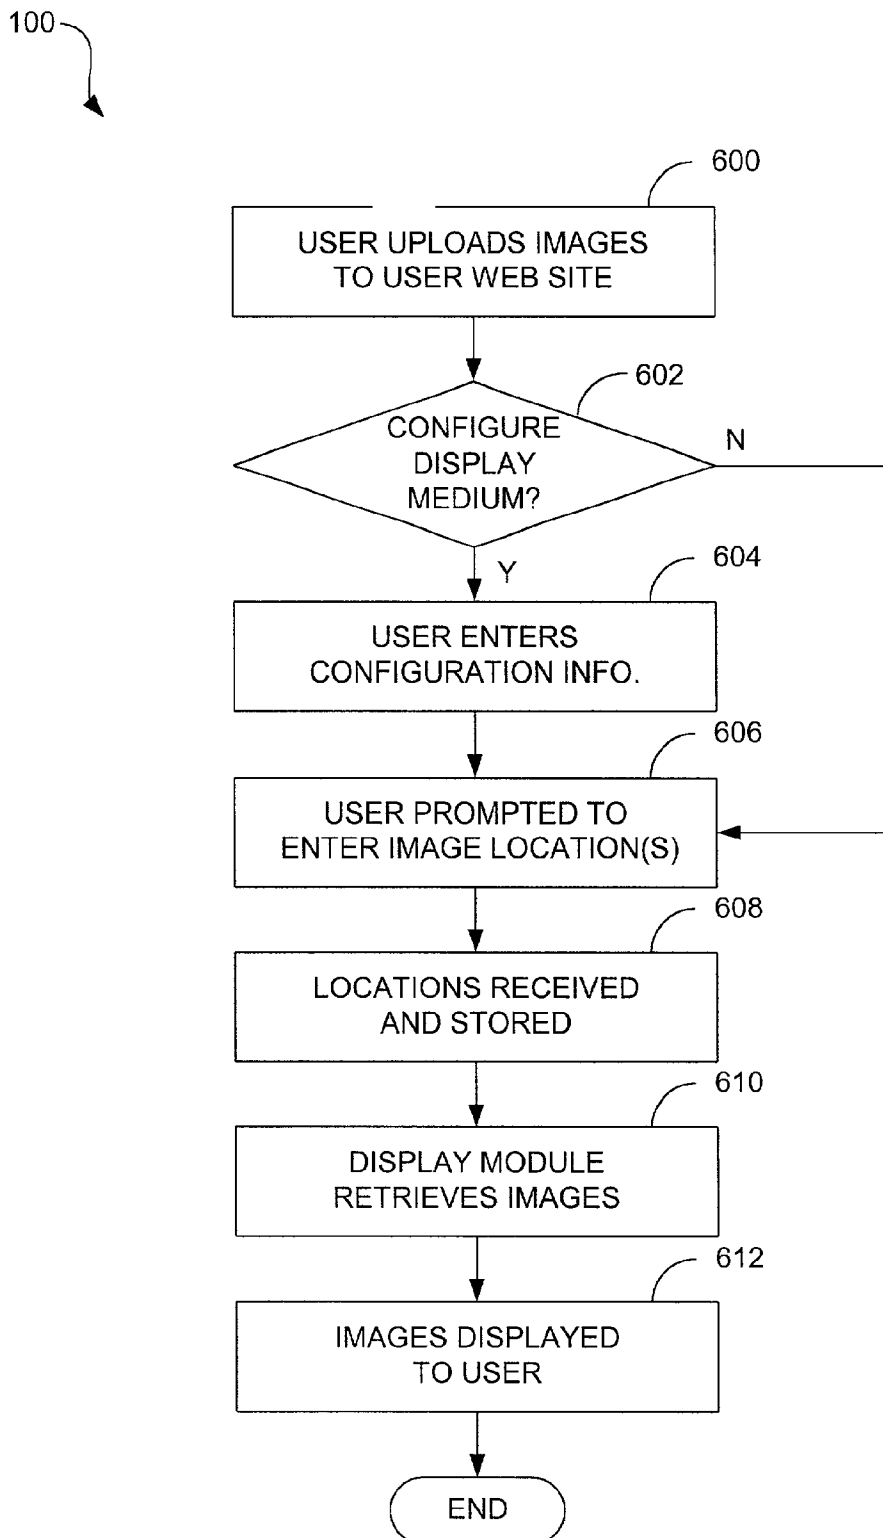 100
600
USER UPLOADS IMAGES
TO USER WEB SITE
602
CONFIGURE
DISPLAY
MEDIUM?
N
Y
604
USER ENTERS
CONFIGURATION INFO.
606
USER PROMPTED TO
ENTER IMAGE LOCATION(S)
608
LOCATIONS RECEIVED
AND STORED
610
DISPLAY MODULE
RETRIEVES IMAGES
612
IMAGES DISPLAYED
TO USER
END